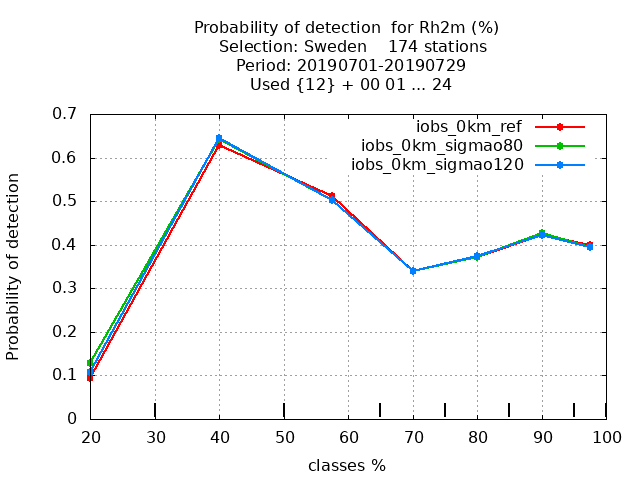 Probability of detection  for Rh2m (%)
Selection: Sweden    174 stations
Period: 20190701-20190729
Used {12} + 00 01 ... 24
iobs_0km_ref
iobs_0km_sigmao80
iobs_0km_sigmao120
Probability of detection
0.7
0.6
0.5
0.4
0.3
0.2
0.1
0
20 30 40 50 60 70 80 90 100
classes %